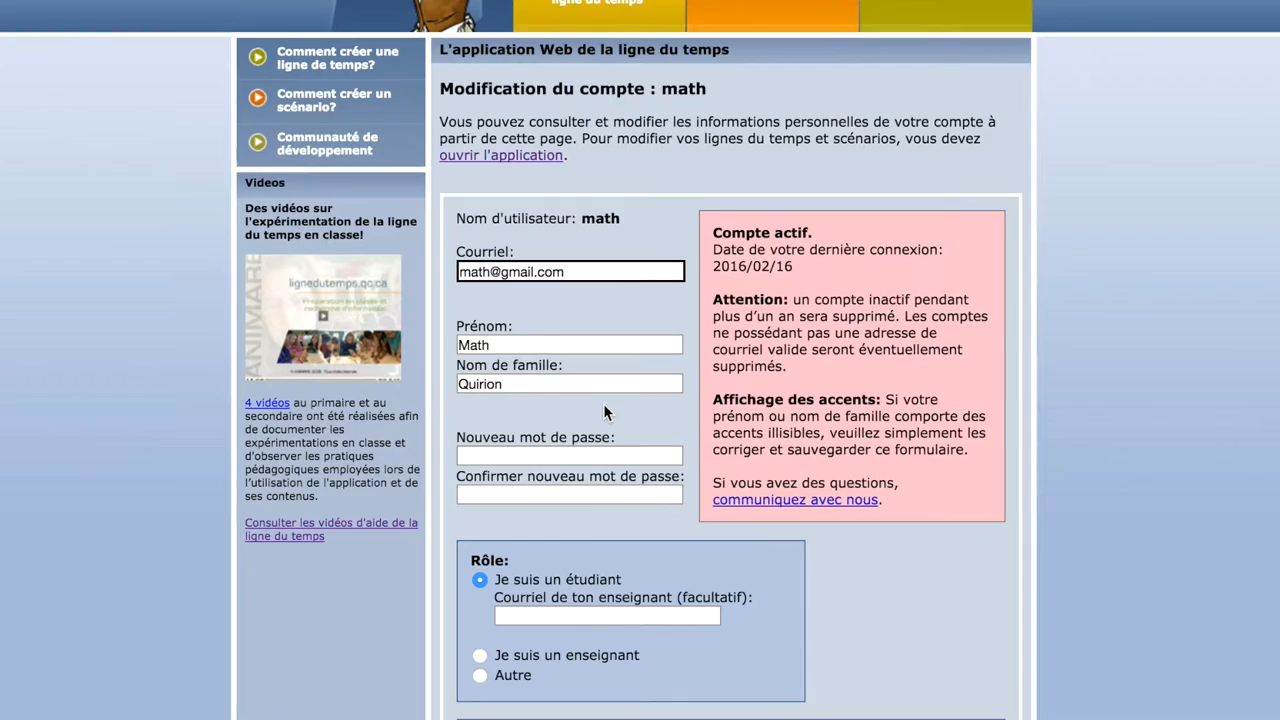 ligne du temps
Comment créer une
ligne de temps?
Comment créer un
scénario?
Communauté de
développement
Videos
Des vidéos sur
l'expérimentation de la ligne
du temps en classe!
ANIMARE
lignedutemps.qc.ca
4 vidéos au primaire et au
secondaire ont été réalisées afin
de documenter les
expérimentations en classe et
d'observer les pratiques
pédagogiques employées lors de
l'utilisation de l'application et de
ses contenus.
Consulter les vidéos d'aide de la
ligne du temps
L'application Web de la ligne du temps
Modification du compte : math
Vous pouvez consulter et modifier les informations personnelles de votre compte à
partir de cette page. Pour modifier vos lignes du temps et scénarios, vous devez
ouvrir l'application.
Nom d'utilisateur: math
Courriel:
math@gmail.com
Prénom:
Math
Nom de famille:
Quirion
Nouveau mot de passe:
Confirmer nouveau mot de passe:
Compte actif.
Date de votre dernière connexion:
2016/02/16
Attention: un compte inactif pendant
plus d'un an sera supprimé. Les comptes
ne possédant pas une adresse de
courriel valide seront éventuellement
supprimés.
Affichage des accents: Si votre
prénom ou nom de famille comporte des
accents illisibles, veuillez simplement les
corriger et sauvegarder ce formulaire.
Si vous avez des questions,
communiquez avec nous.
Rôle:
Je suis un étudiant
Courriel de ton enseignant (facultatif):
Je suis un enseignant
Autre